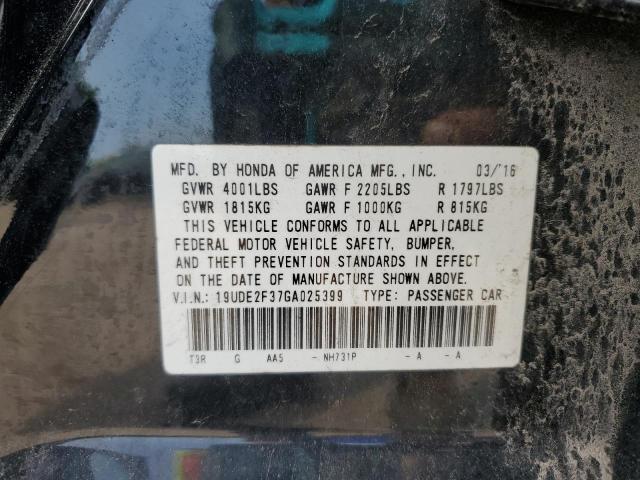 MFD. BY HONDA OF AMERICA MFG., INC. 03/'16
GVWR 4001LBS GAWR F 2205LBS R 1797LBS
GVWR 1815KG GAWR F 1000KG R 815KG
THIS VEHICLE CONFORMS TO ALL APPLICABLE
FEDERAL MOTOR VEHICLE SAFETY, BUMPER,
AND THEFT PREVENTION STANDARDS IN EFFECT
ON THE DATE OF MANUFACTURE SHOWN ABOVE.
V.I.N.: 19UDE2F37GA025399 TYPE: PASSENGER CAR
T3R G AA5 - NH731P - A - A